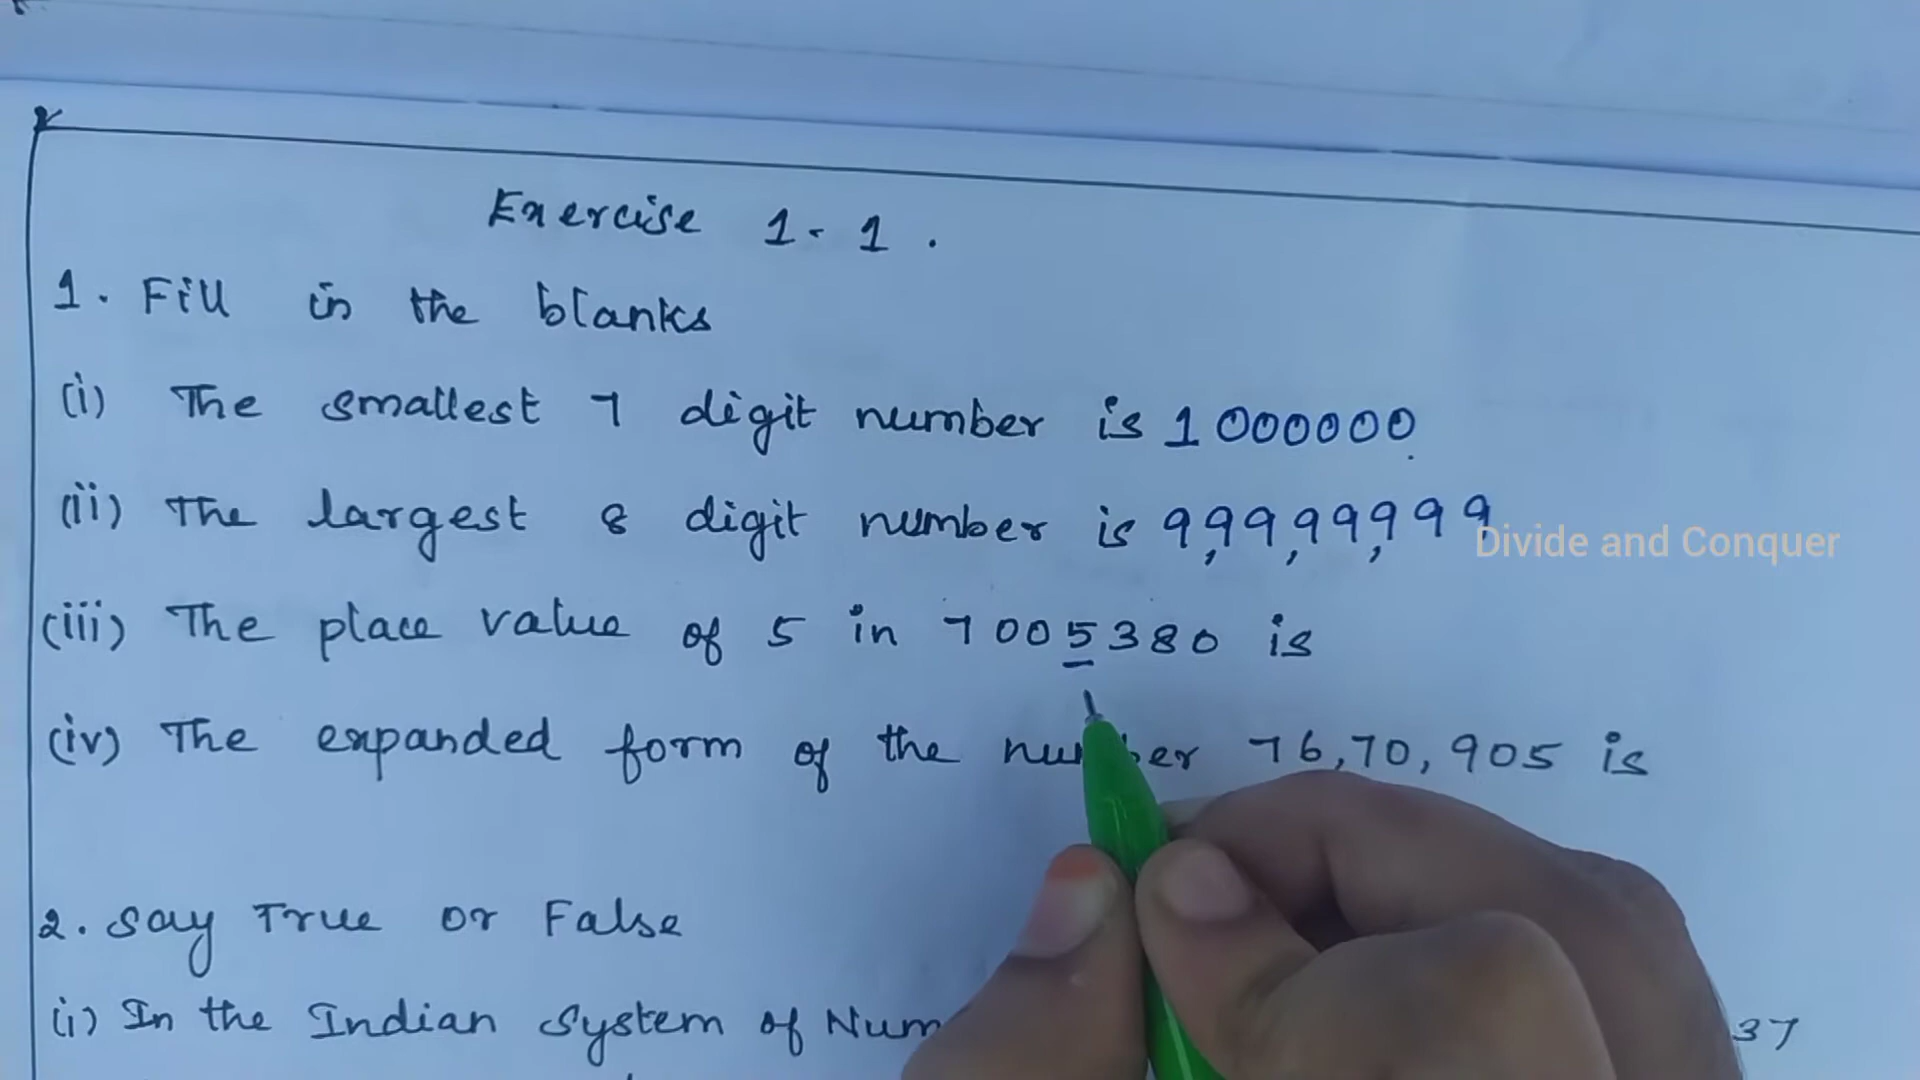 Exercise 1.1.
1. Fill in the blanks
(i) The smallest 7 digit number is 1000000
(ii) The largest 8 digit number is 9,99,99,999
Divide and Conquer
(iii) The place value of 5 in 7005380 is
(iv) The expanded form of the 76,70,905 is
2. Say True or False
(i) In the Indian System of 37